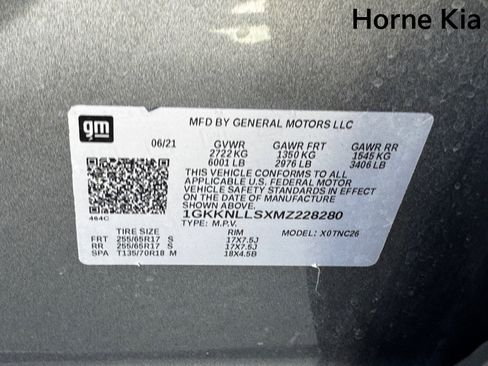 Horne Kia
gm
MFD BY GENERAL MOTORS LLC
06/21 GVWR GAWR FRT GAWR RR
2722 KG 1350 KG 1545 KG
6001 LB 2976 LB 3406 LB
THIS VEHICLE CONFORMS TO ALL
APPLICABLE U.S. FEDERAL MOTOR
VEHICLE SAFETY STANDARDS IN EFFECT
ON THE DATE OF MANUFACTURE
SHOWN ABOVE.
1GKKNLLSXMZ228280
464C TYPE: M.P.V.
TIRE SIZE RIM MODEL: X0TNC26
FRT 255/65R17 S 17X7.5J
RR 255/65R17 S 17X7.5J
SPA T135/70R18 M 18X4.5B